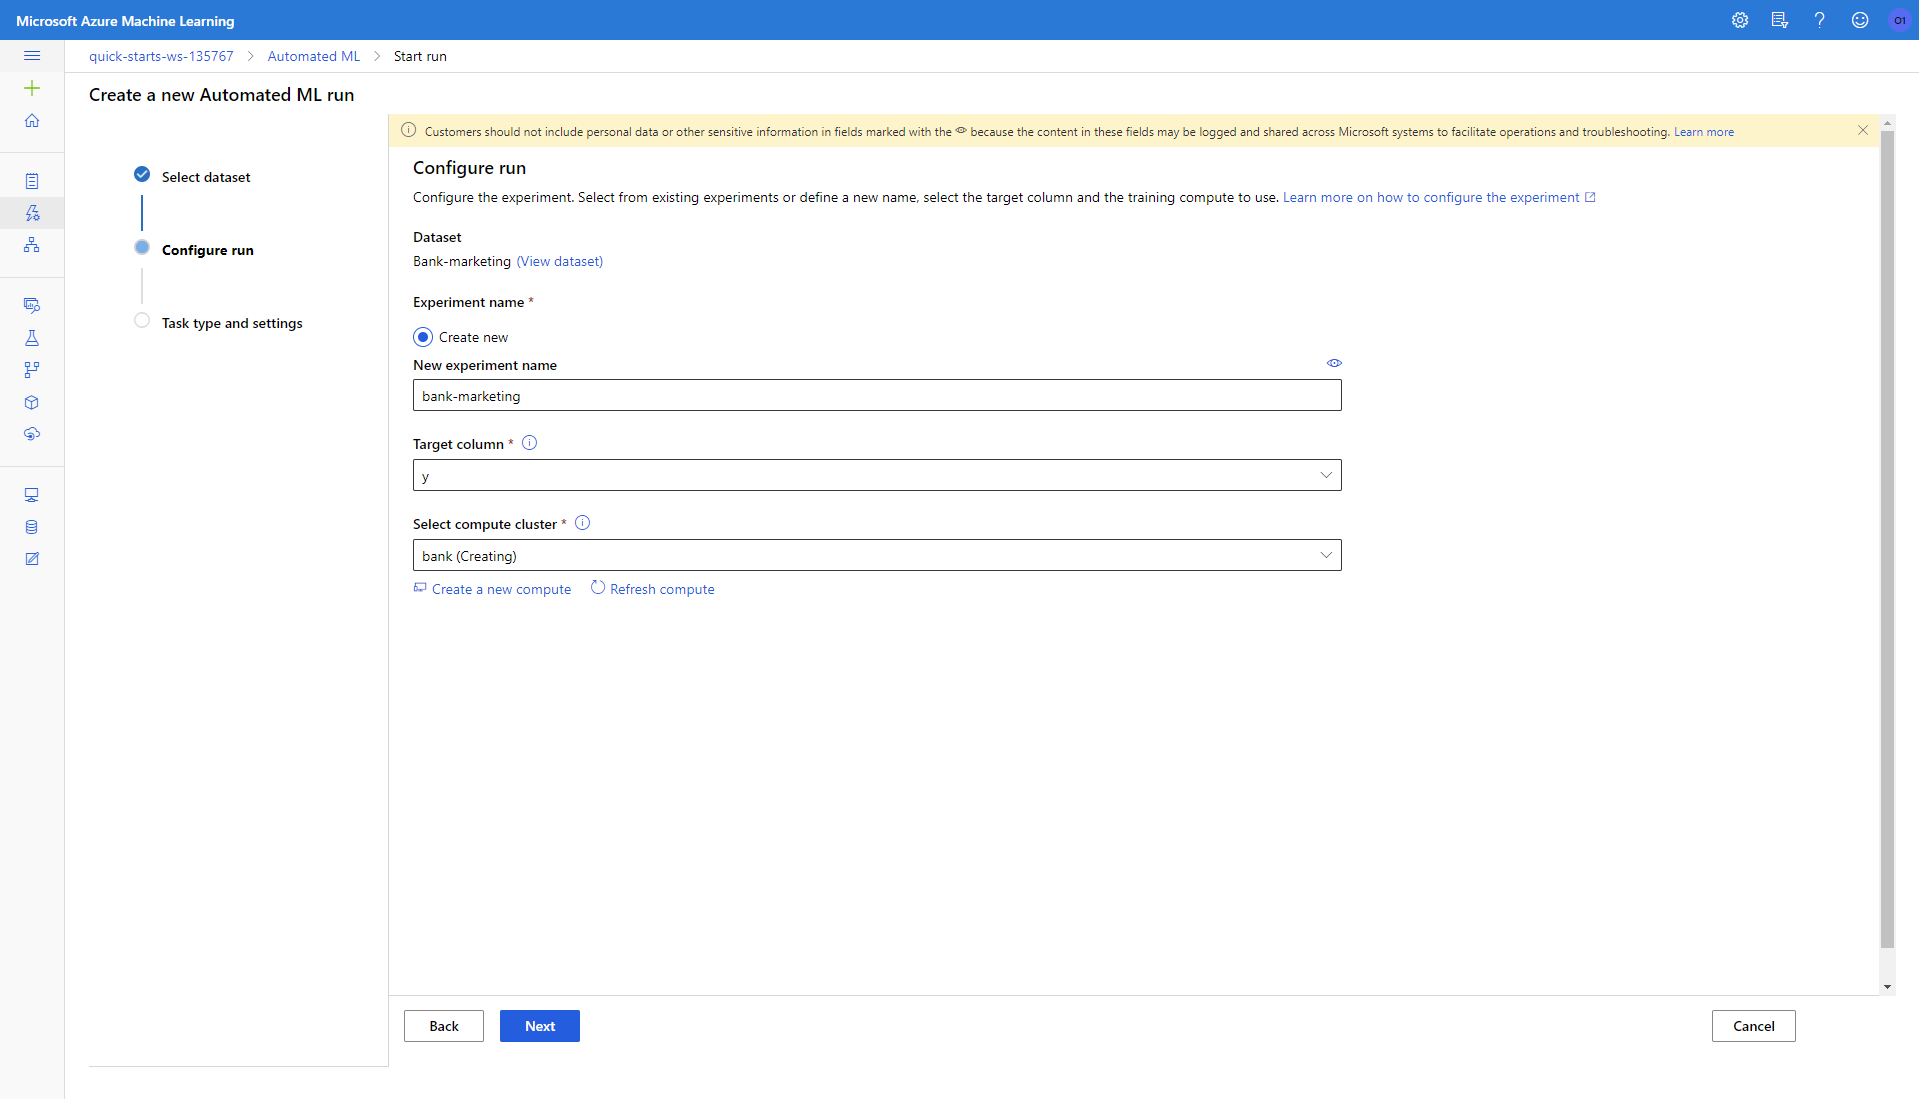 Microsoft Azure Machine Learning
O1
quick-starts-ws-135767 > Automated ML > Start run
Create a new Automated ML run
Customers should not include personal data or other sensitive information in fields marked with the because the content in these fields may be logged and shared across Microsoft systems to facilitate operations and troubleshooting. Learn more
Select dataset
Configure run
Task type and settings
Configure run
Configure the experiment. Select from existing experiments or define a new name, select the target column and the training compute to use. Learn more on how to configure the experiment
Dataset
Bank-marketing (View dataset)
Experiment name *
Create new
New experiment name
bank-marketing
Target column *
y
Select compute cluster *
bank (Creating)
Create a new compute Refresh compute
Back Next Cancel